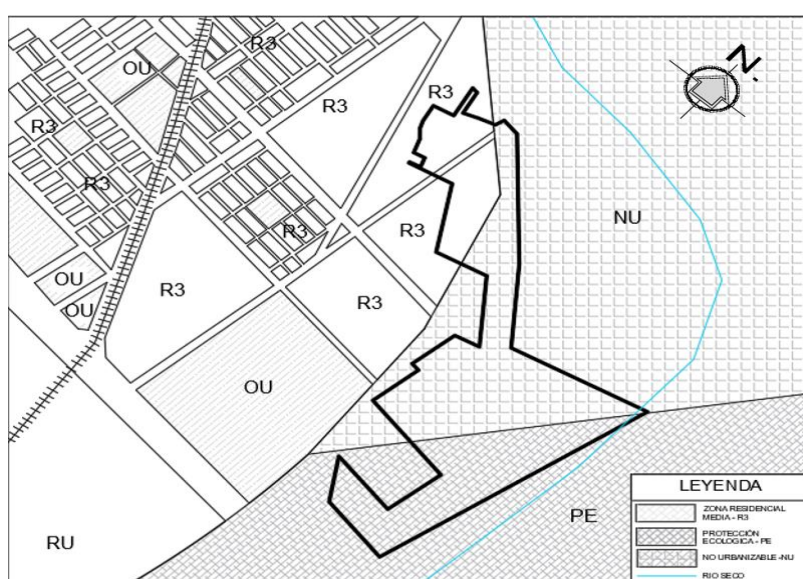 N.
R3
OU
R3
R3
R3
R3
NU
R3
R3
OU
R3
R3
OU
OU
PE
RU
LEYENDA
ZONA RESIDENCIAL
MEDIA - R3
PROTECCIÓN
ECOLOGICA - PE
NO URBANIZABLE -NU
RIO SECO